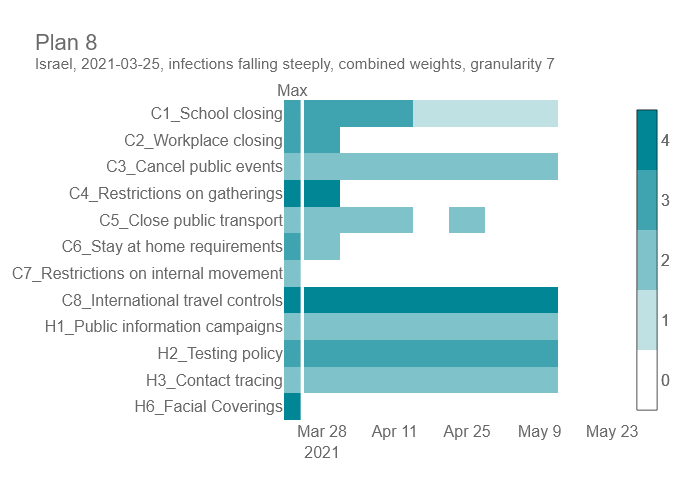 Plan 8
Israel, 2021-03-25, infections falling steeply, combined weights, granularity 7
Max
C1_School closing
C2_Workplace closing
C3_Cancel public events
C4_Restrictions on gatherings
C5_Close public transport
C6_Stay at home requirements
C7_Restrictions on internal movement
C8_International travel controls
H1_Public information campaigns
H2_Testing policy
H3_Contact tracing
H6_Facial Coverings
4
3
2
1
0
Mar 28 Apr 11 Apr 25 May 9 May 23
2021